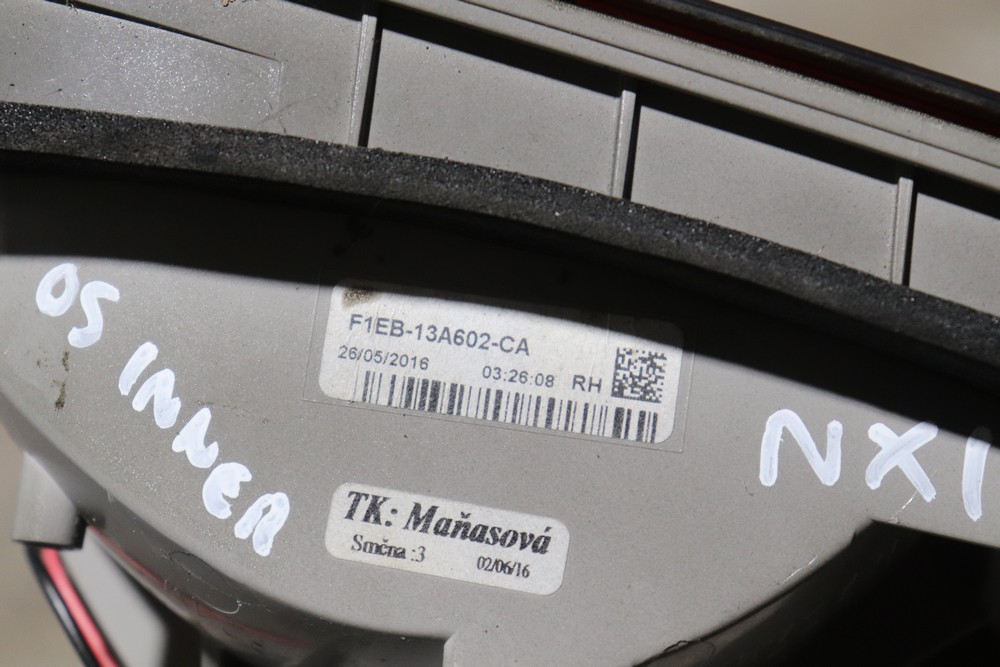 F1EB-13A602-CA
26/05/2016 03:26:08 RH
OS INNER
NX1
TK: Maňasová
Směna :3 02/06/16